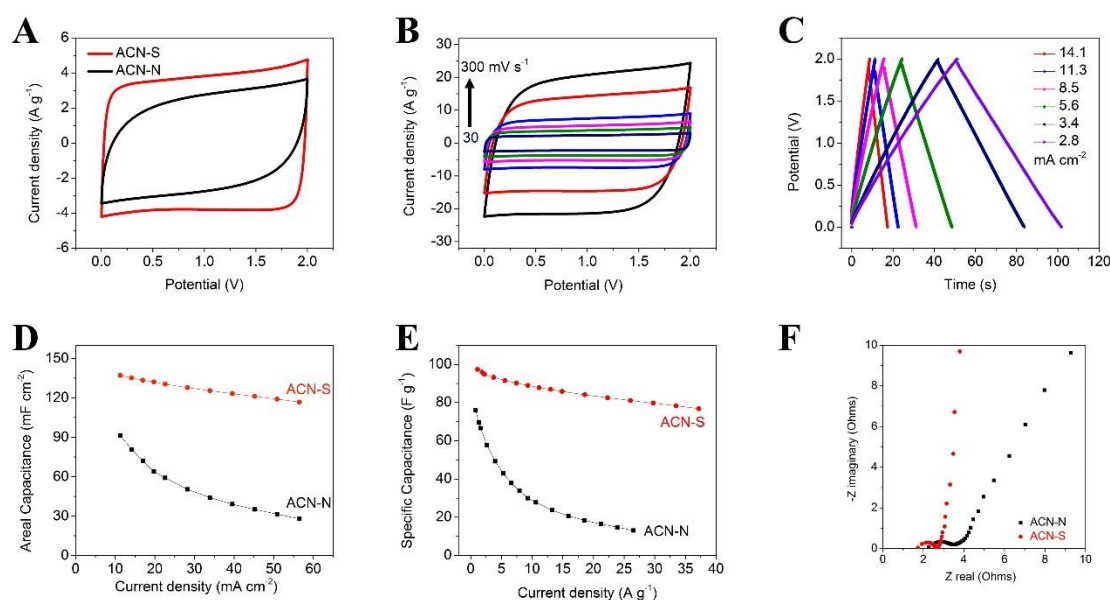 A
ACN-S
ACN-N
Current density (A g⁻¹)
6
4
2
0
-2
-4
-6
0.0 0.5 1.0 1.5 2.0
Potential (V)
B
300 mV s⁻¹
30
Current density (A g⁻¹)
30
20
10
0
-10
-20
-30
0.0 0.5 1.0 1.5 2.0
Potential (V)
C
14.1
11.3
8.5
5.6
3.4
2.8
mA cm⁻²
Potential (V)
2.0
1.5
1.0
0.5
0.0
0 20 40 60 80 100 120
Time (s)
D
ACN-S
ACN-N
Areal Capacitance (mF cm⁻²)
150
120
90
60
30
0
0 10 20 30 40 50 60
Current density (mA cm⁻²)
E
ACN-S
ACN-N
Specific Capacitance (F g⁻¹)
100
80
60
40
20
0
0 5 10 15 20 25 30 35 40
Current density (A g⁻¹)
F
ACN-N
ACN-S
-Z imaginary (Ohms)
10
8
6
4
2
0
0 2 4 6 8 10
Z real (Ohms)